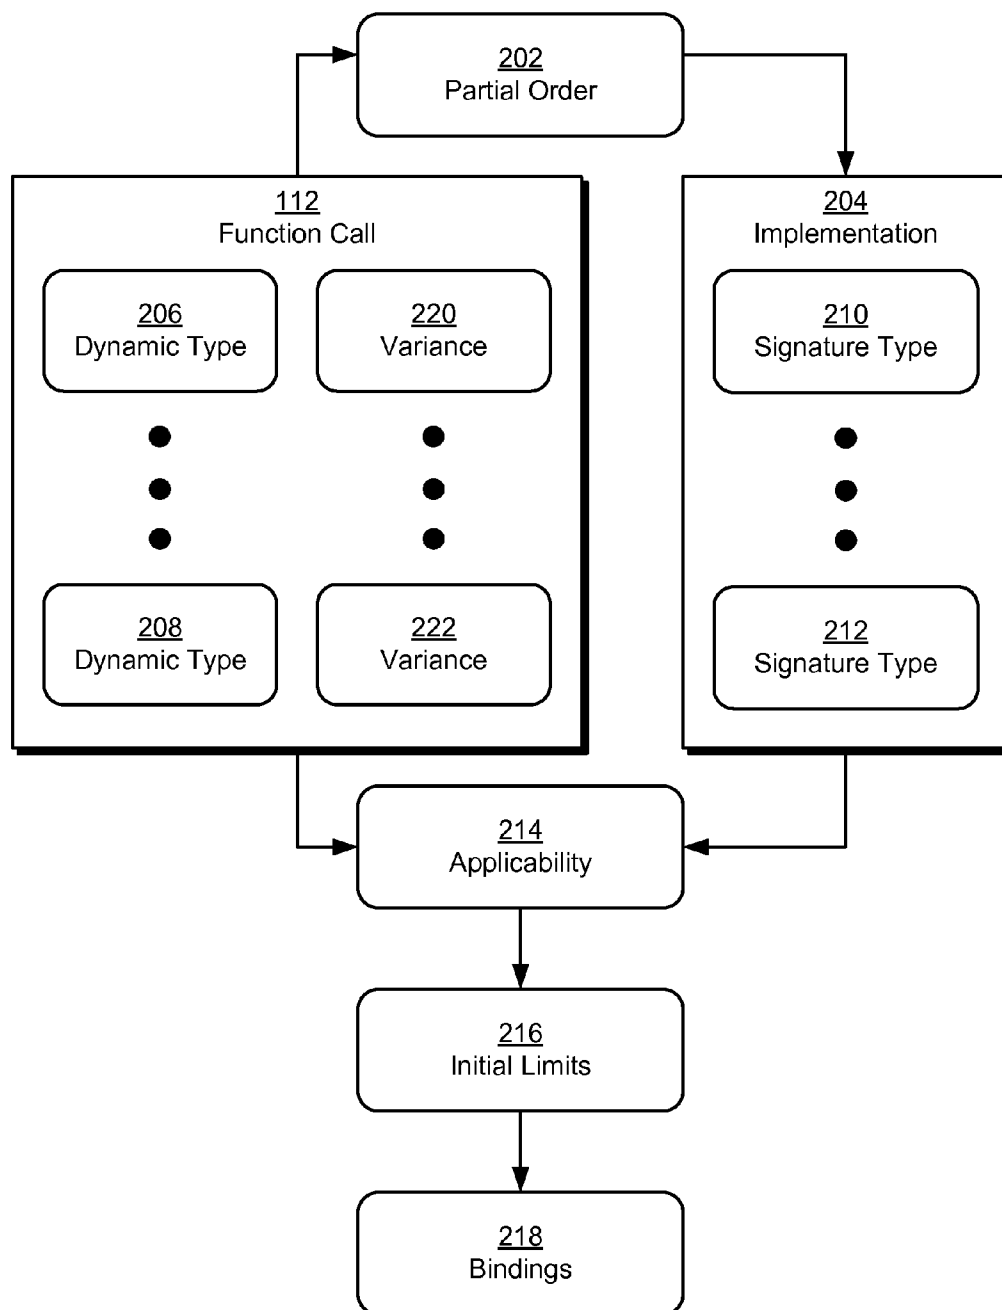 202
Partial Order
112
Function Call
204
Implementation
206
Dynamic Type
220
Variance
210
Signature Type
208
Dynamic Type
222
Variance
212
Signature Type
214
Applicability
216
Initial Limits
218
Bindings